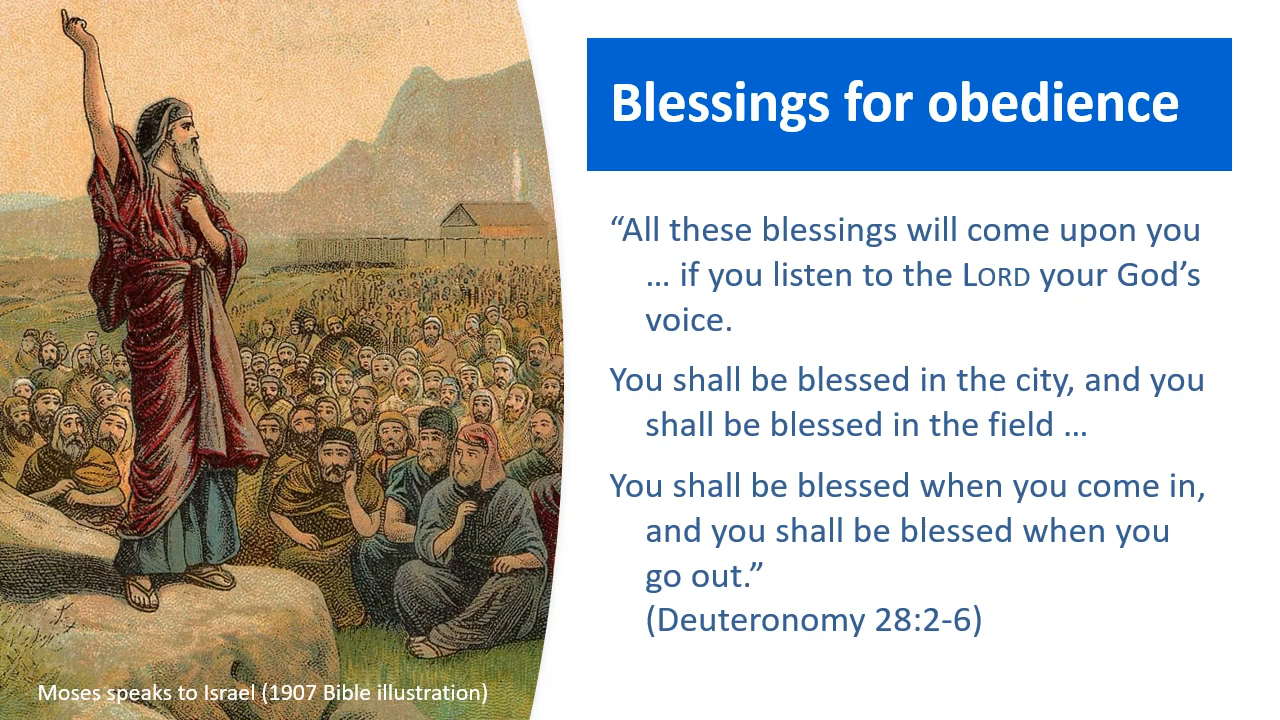 Blessings for obedience
“All these blessings will come upon you
… if you listen to the LORD your God’s
voice.
You shall be blessed in the city, and you
shall be blessed in the field …
You shall be blessed when you come in,
and you shall be blessed when you
go out.”
(Deuteronomy 28:2-6)
Moses speaks to Israel (1907 Bible illustration)